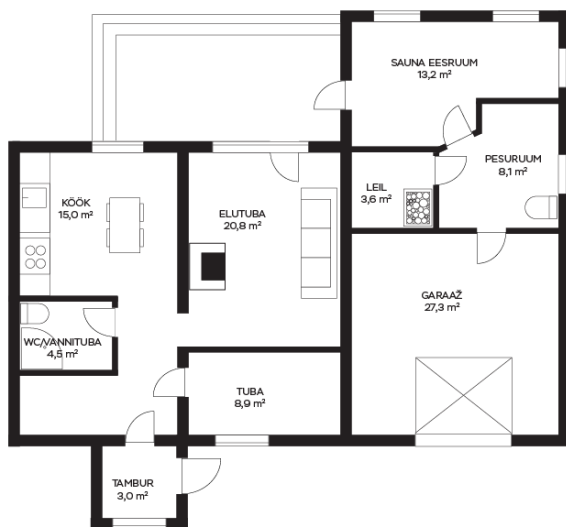 SAUNA EESRUUM
13,2 m²
PESURUUM
8,1 m²
LEIL
3,6 m²
KÖÖK
15,0 m²
ELUTUBA
20,8 m²
GARAAŽ
27,3 m²
WC/VANNITUBA
4,5 m²
TUBA
8,9 m²
TAMBUR
3,0 m²